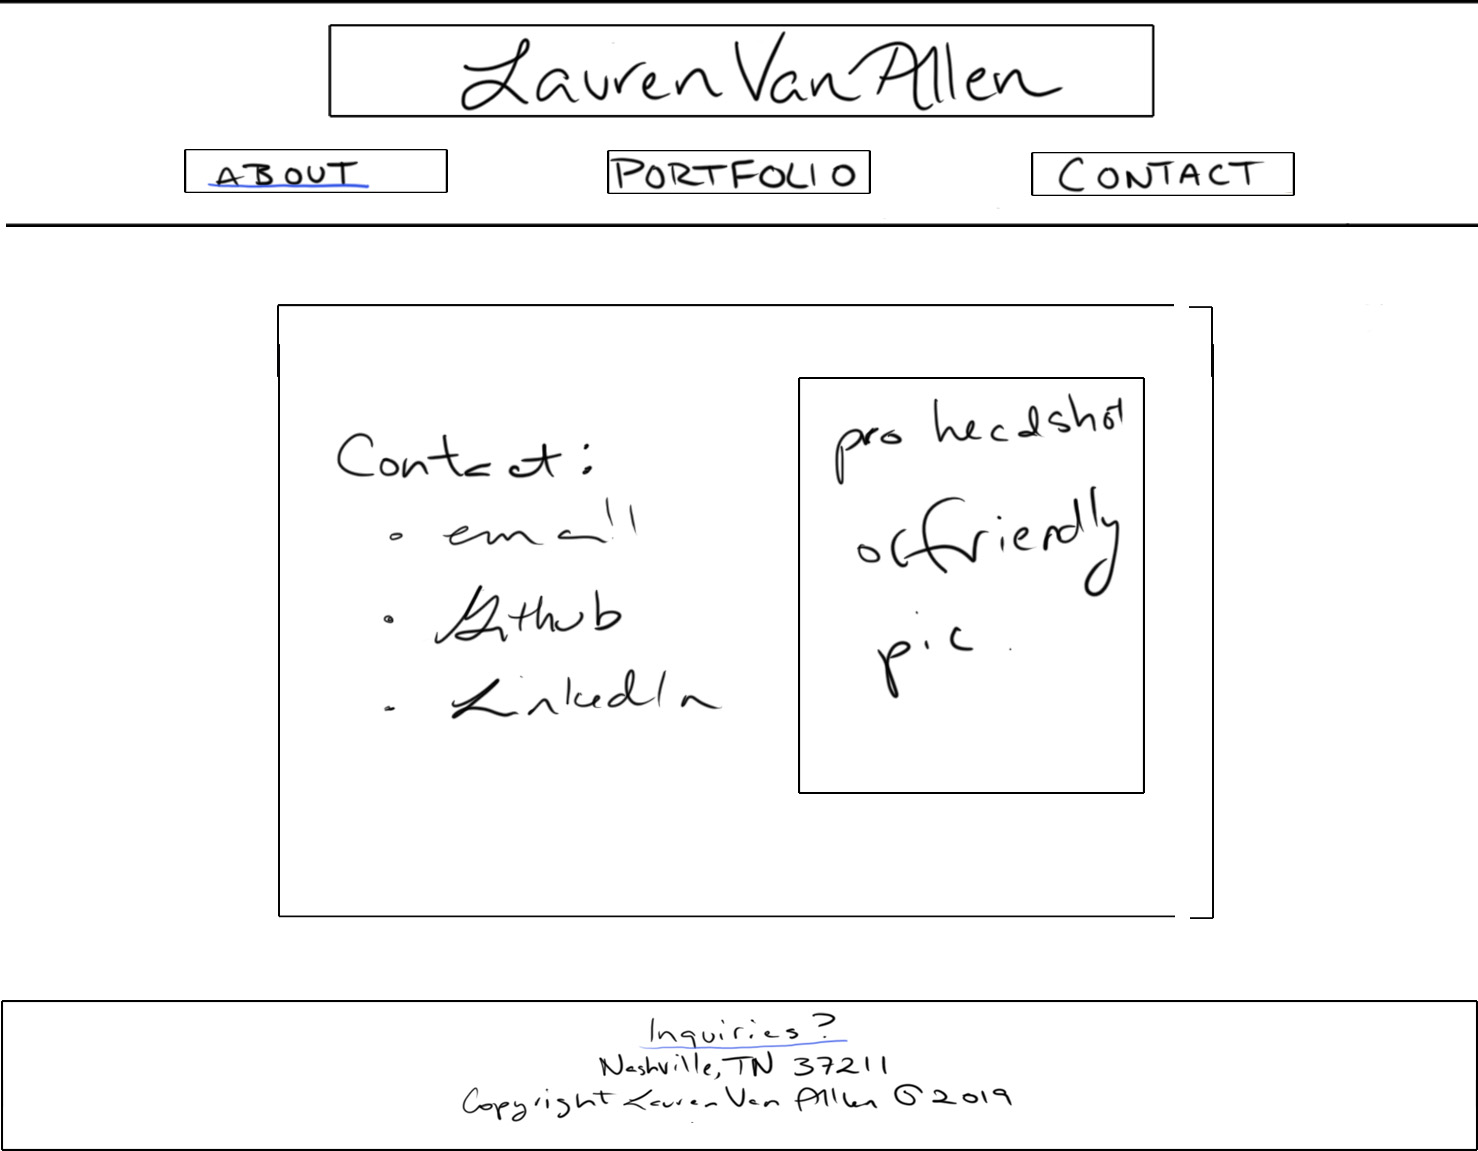 Lauren Van Allen
ABOUT
PORTFOLIO
CONTACT
Contact:
• email
• Github
• LinkedIn
pro headshot
or friendly
pic
Inquiries?
Nashville, TN 37211
Copyright Lauren Van Allen © 2019